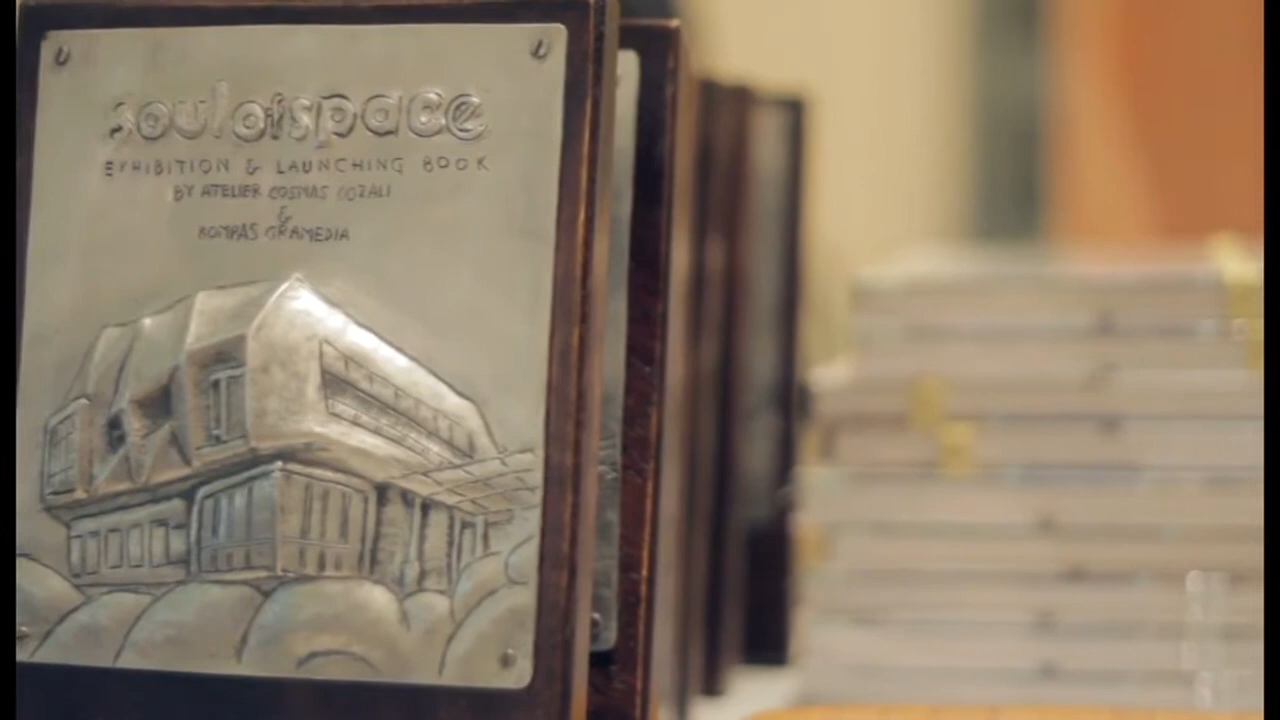 soulofspace
EXHIBITION & LAUNCHING BOOK
BY ATELIER COSMAS GOZALI
&
KOMPAS GRAMEDIA